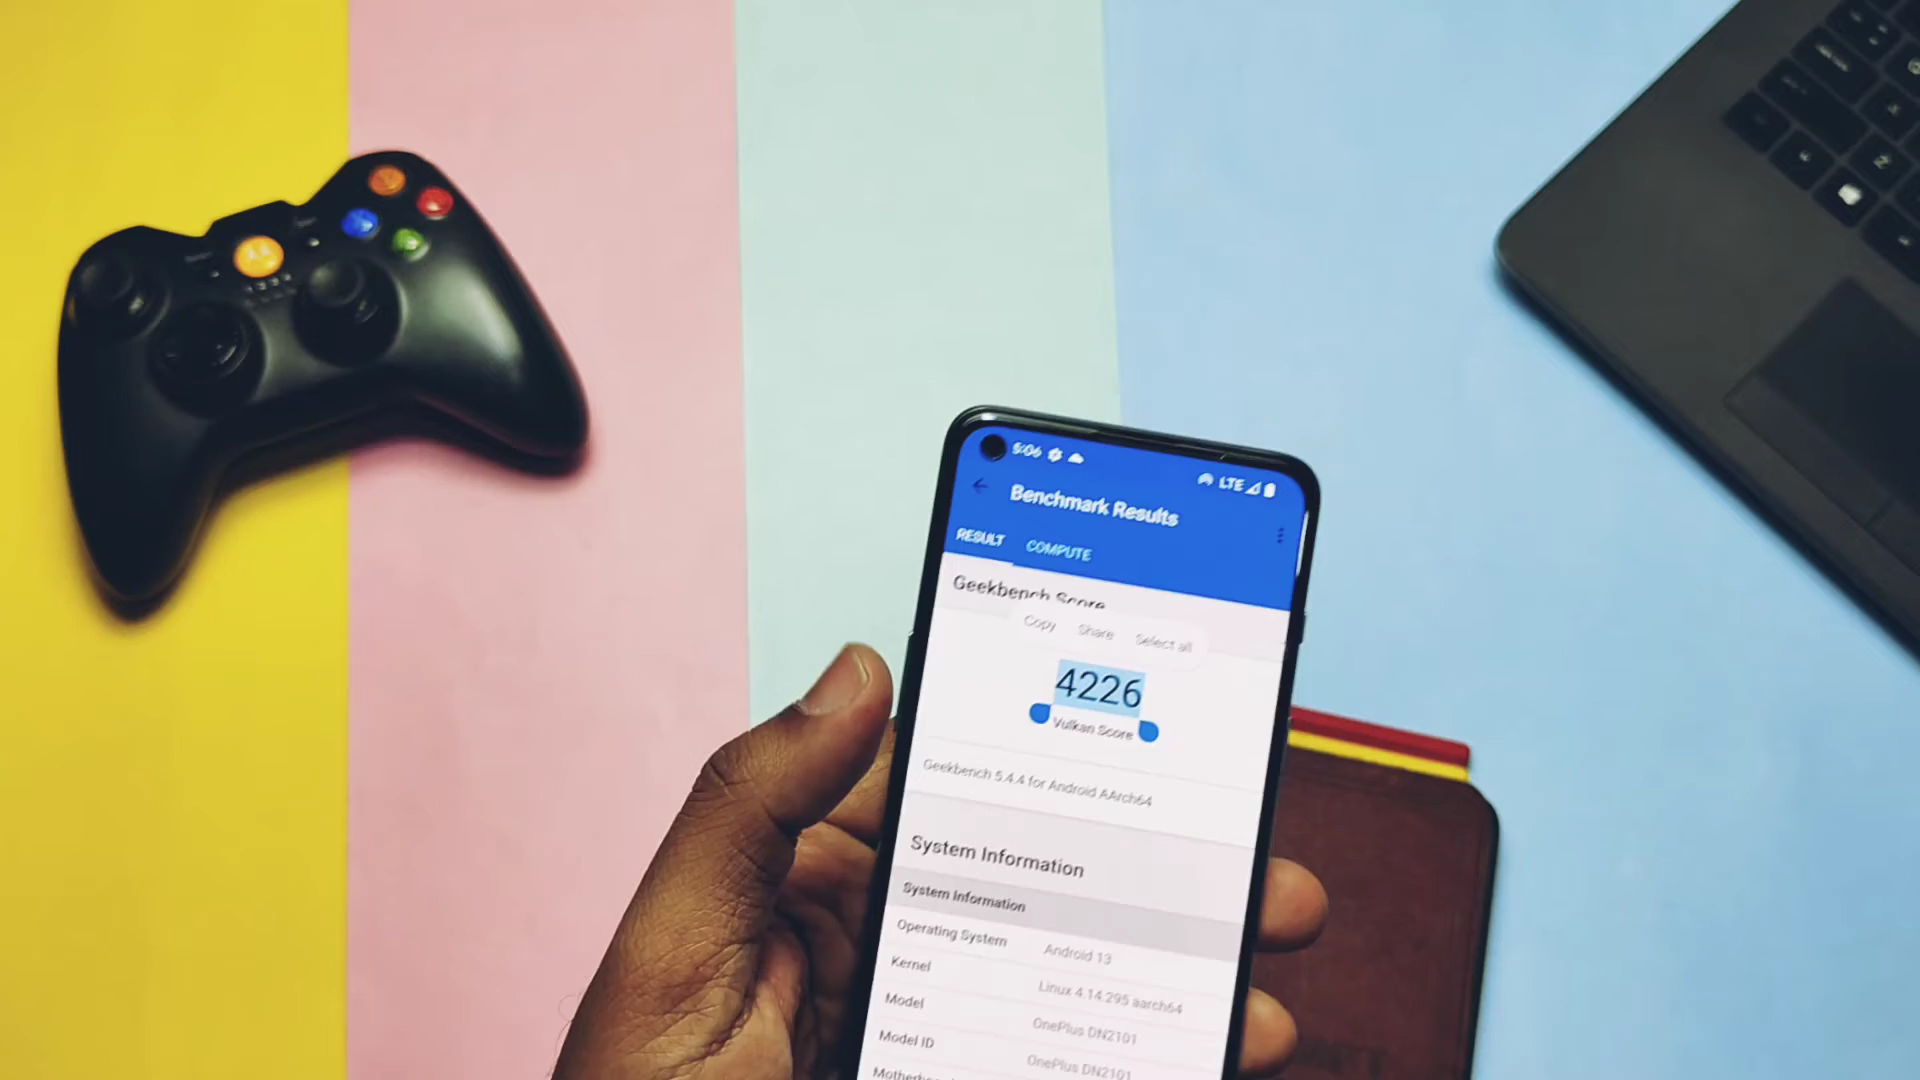 5:06
LTE
Benchmark Results
RESULT COMPUTE
Geekbench Score
Copy Share Select all
4226
Vulkan Score
Geekbench 5.4.4 for Android AArch64
System Information
System Information
Operating System Android 13
Kernel Linux 4.14.295 aarch64
Model OnePlus DN2101
Model ID OnePlus DN2101